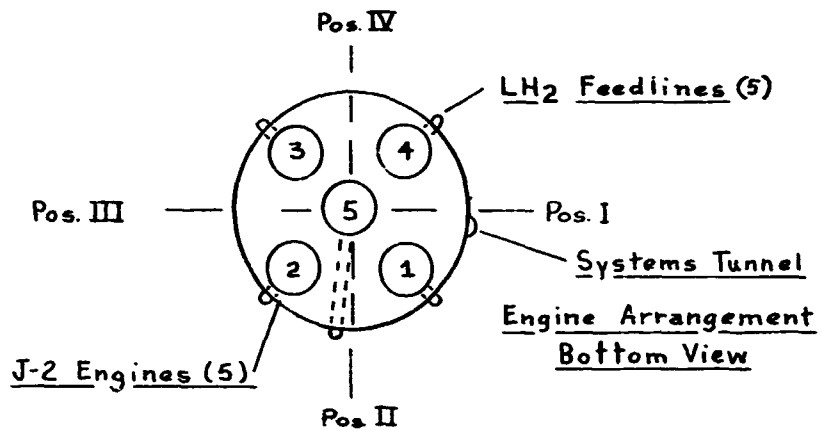 Pos. IV
LH2 Feedlines (5)
3
4
Pos. III
5
Pos. I
2
1
Systems Tunnel
Engine Arrangement
Bottom View
J-2 Engines (5)
Pos II